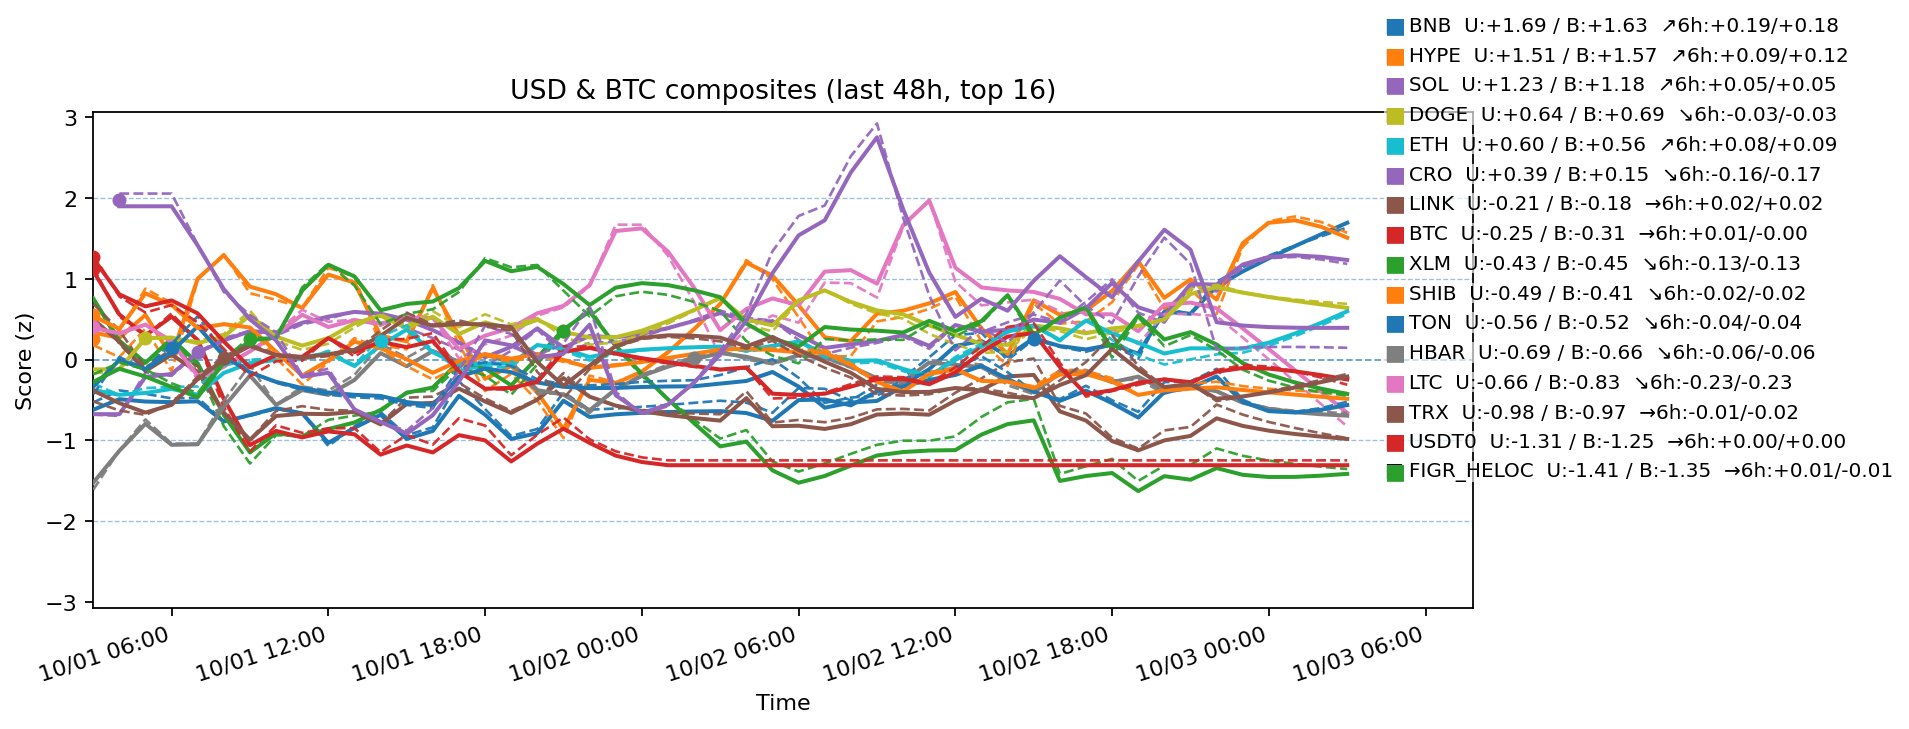 BNB  U:+1.69 / B:+1.63  ↗6h:+0.19/+0.18
HYPE  U:+1.51 / B:+1.57  ↗6h:+0.09/+0.12
SOL  U:+1.23 / B:+1.18  ↗6h:+0.05/+0.05
DOGE  U:+0.64 / B:+0.69  ↘6h:-0.03/-0.03
ETH  U:+0.60 / B:+0.56  ↗6h:+0.08/+0.09
CRO  U:+0.39 / B:+0.15  ↘6h:-0.16/-0.17
LINK  U:-0.21 / B:-0.18  →6h:+0.02/+0.02
BTC  U:-0.25 / B:-0.31  →6h:+0.01/-0.00
XLM  U:-0.43 / B:-0.45  ↘6h:-0.13/-0.13
SHIB  U:-0.49 / B:-0.41  ↘6h:-0.02/-0.02
TON  U:-0.56 / B:-0.52  ↘6h:-0.04/-0.04
HBAR  U:-0.69 / B:-0.66  ↘6h:-0.06/-0.06
LTC  U:-0.66 / B:-0.83  ↘6h:-0.23/-0.23
TRX  U:-0.98 / B:-0.97  →6h:-0.01/-0.02
USDT0  U:-1.31 / B:-1.25  →6h:+0.00/+0.00
FIGR_HELOC  U:-1.41 / B:-1.35  →6h:+0.01/-0.01
USD & BTC composites (last 48h, top 16)
Score (z)
3
2
1
0
−1
−2
−3
10/01 06:00
10/01 12:00
10/01 18:00
10/02 00:00
10/02 06:00
10/02 12:00
10/02 18:00
10/03 00:00
10/03 06:00
Time